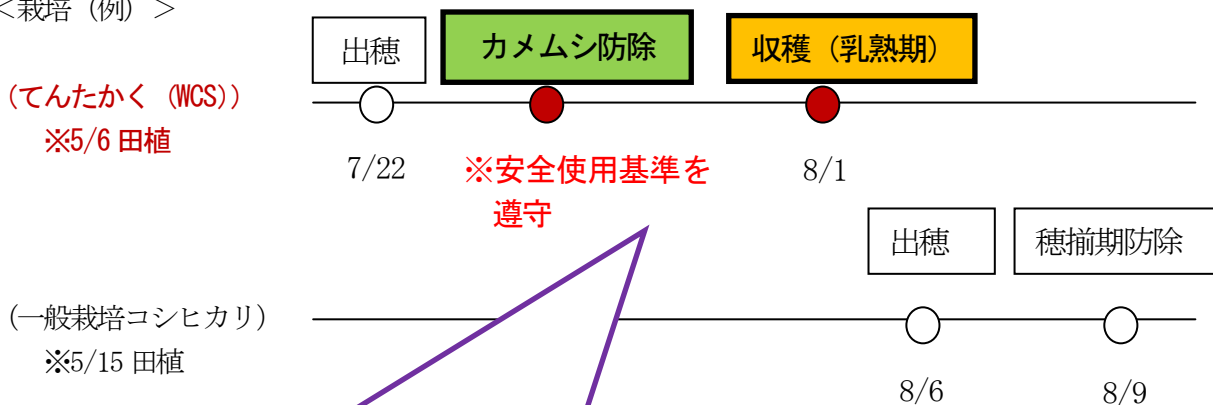 <栽培（例）>
出穂
カメムシ防除
収穫（乳熟期）
（てんたかく（WCS））
※5/6 田植
7/22
※安全使用基準を
遵守
8/1
出穂
穂揃期防除
（一般栽培コシヒカリ）
※5/15 田植
8/6
8/9